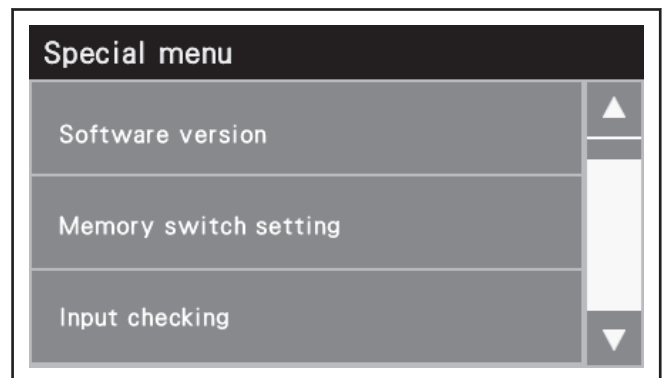 Special menu
Software version
Memory switch setting
Input checking